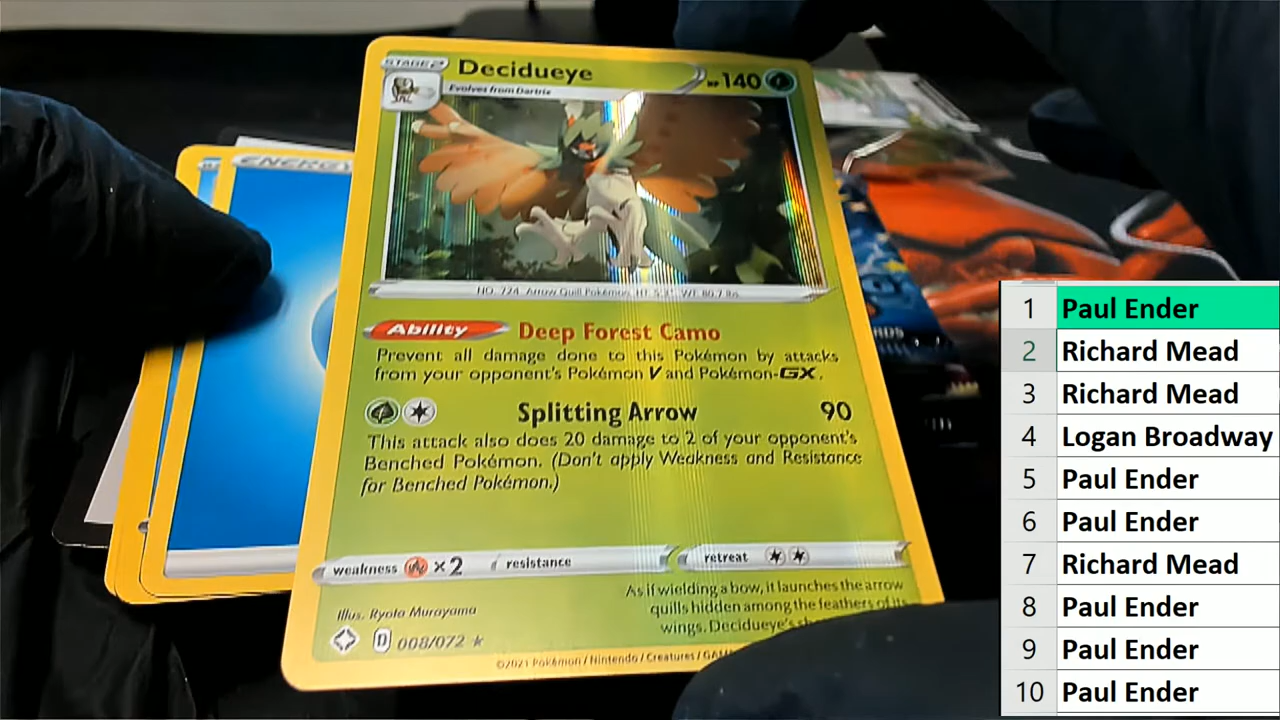 STAGE 2
Decidueye
HP 140
Evolves from Dartrix
ENERGY
NO. 724. Arrow Quill Pokémon. HT: 5'3". WT: 80.7 lbs.
Ability Deep Forest Camo
Prevent all damage done to this Pokémon by attacks
from your opponent's Pokémon V and Pokémon-GX.
Splitting Arrow 90
This attack also does 20 damage to 2 of your opponent's
Benched Pokémon. (Don't apply Weakness and Resistance
for Benched Pokémon.)
weakness ×2 resistance retreat
As if wielding a bow, it launches the arrow
quills hidden among the feathers of its
wings. Decidueye's
Illus. Ryota Murayama
D 008/072 ★
©2021 Pokémon / Nintendo / Creatures /
1 Paul Ender
2 Richard Mead
3 Richard Mead
4 Logan Broadway
5 Paul Ender
6 Paul Ender
7 Richard Mead
8 Paul Ender
9 Paul Ender
10 Paul Ender